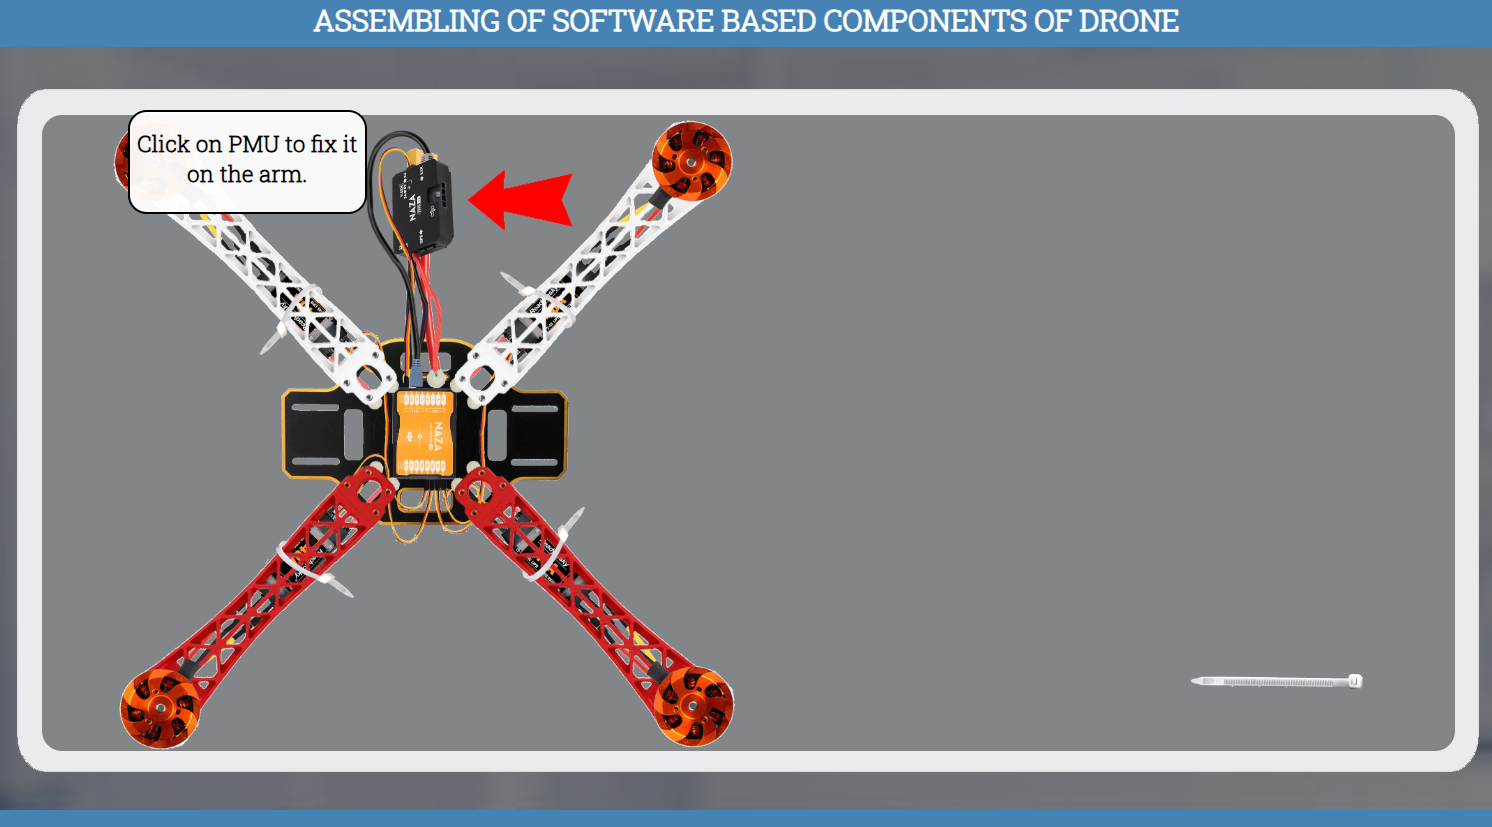 ASSEMBLING OF SOFTWARE BASED COMPONENTS OF DRONE
Click on PMU to fix it
on the arm.
NAZA
NAZA